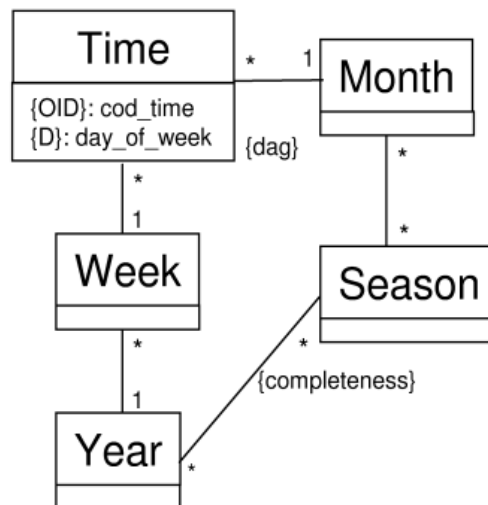 Time
{OID}: cod_time
{D}: day_of_week
* 1
Month
{dag}
*
1
*
*
Week
Season
*
1
*
{completeness}
Year
*